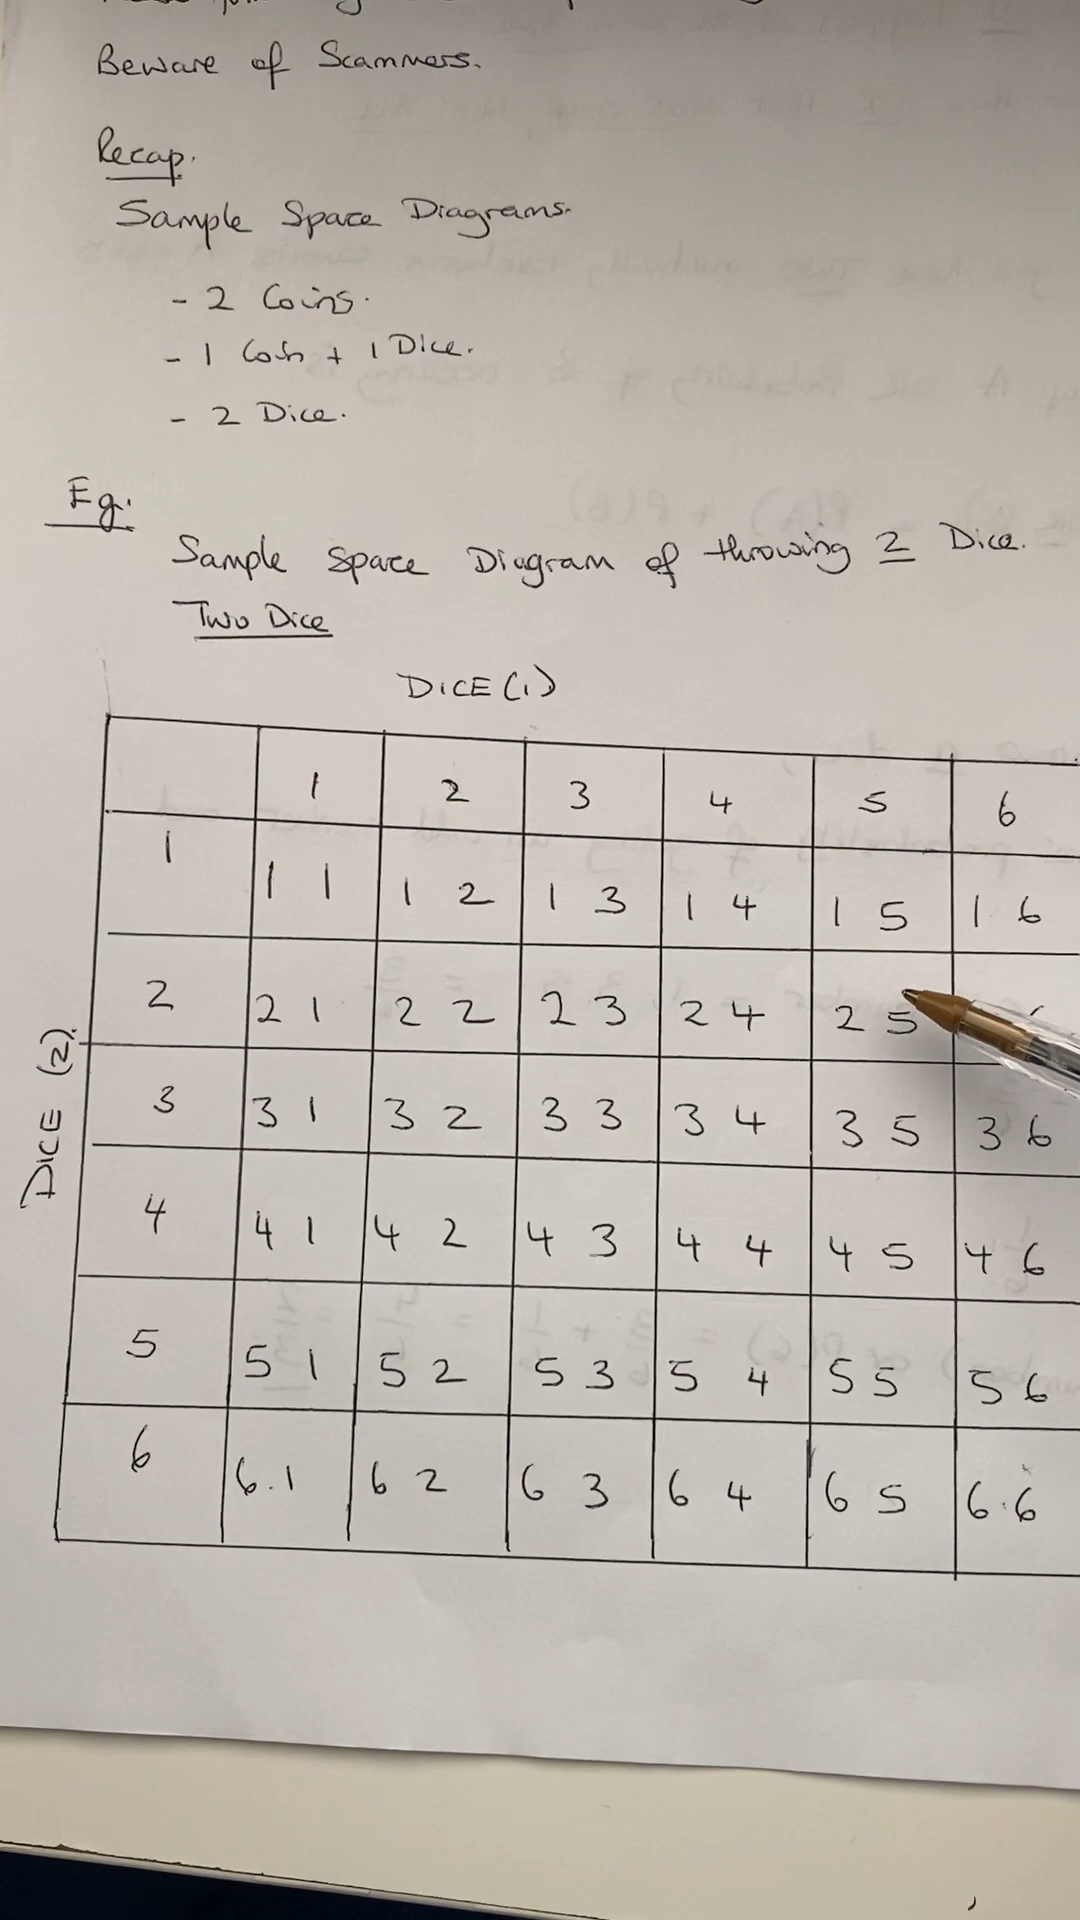 Beware of Scammers.
Recap.
Sample Space Diagrams.
- 2 Coins.
- 1 Coin + 1 Dice.
- 2 Dice.
Eg.
Sample Space Diagram of throwing 2 Dice.
Two Dice
DICE (1)
1 2 3 4 5 6
1 1 1 1 2 1 3 1 4 1 5 1 6
2 2 1 2 2 2 3 2 4 2 5
DICE (2)
3 3 1 3 2 3 3 3 4 3 5 3 6
4 4 1 4 2 4 3 4 4 4 5 4 6
5 5 1 5 2 5 3 5 4 5 5 5 6
6 6.1 6 2 6 3 6 4 6 5 6.6